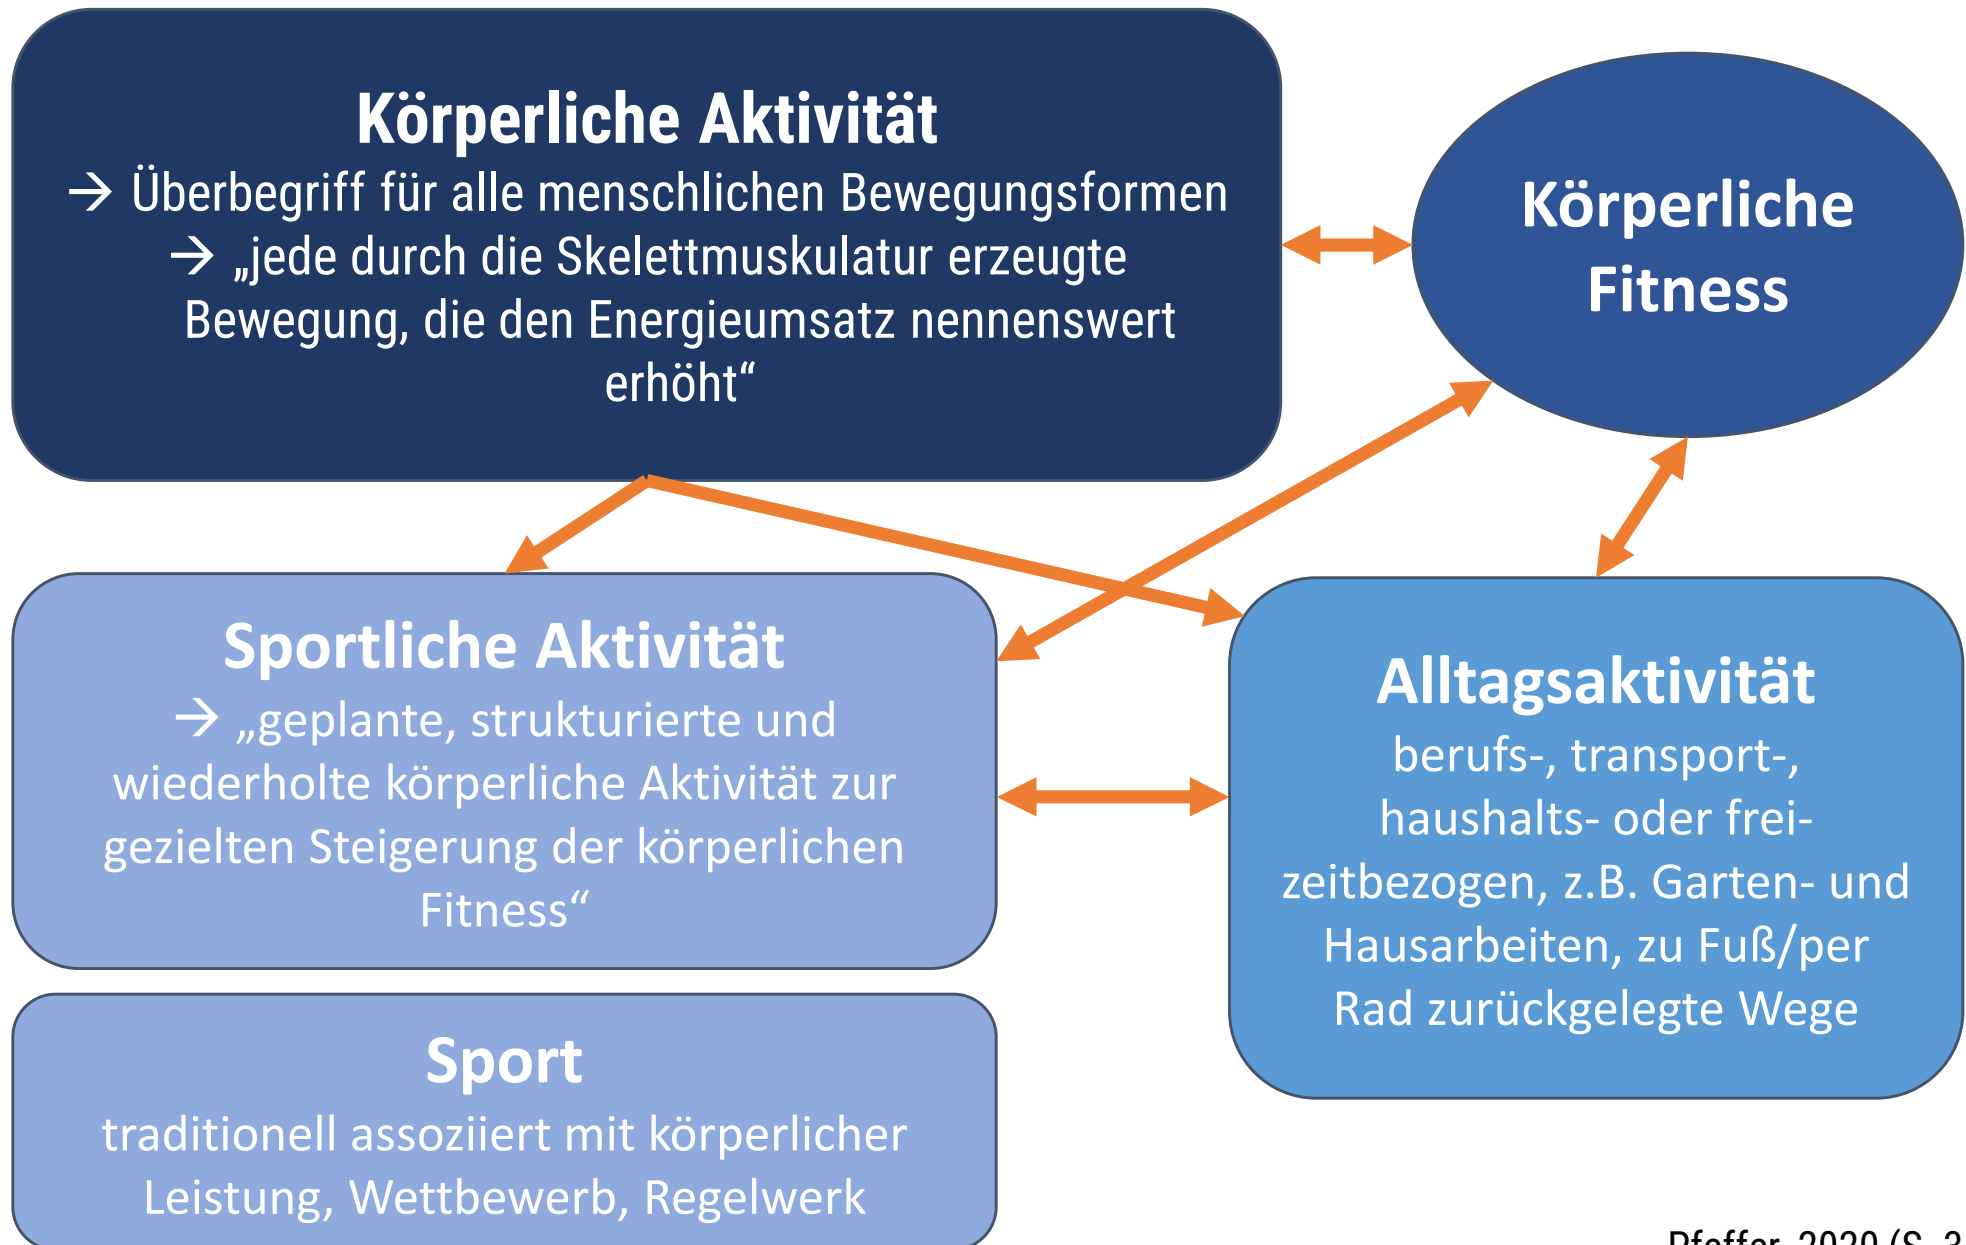 Körperliche Aktivität
→ Überbegriff für alle menschlichen Bewegungsformen
→ „jede durch die Skelettmuskulatur erzeugte
Bewegung, die den Energieumsatz nennenswert
erhöht“
Körperliche
Fitness
Sportliche Aktivität
→ „geplante, strukturierte und
wiederholte körperliche Aktivität zur
gezielten Steigerung der körperlichen
Fitness“
Alltagsaktivität
berufs-, transport-,
haushalts- oder frei-
zeitbezogen, z.B. Garten- und
Hausarbeiten, zu Fuß/per
Rad zurückgelegte Wege
Sport
traditionell assoziiert mit körperlicher
Leistung, Wettbewerb, Regelwerk
Pfeffer, 2020 (S. 3